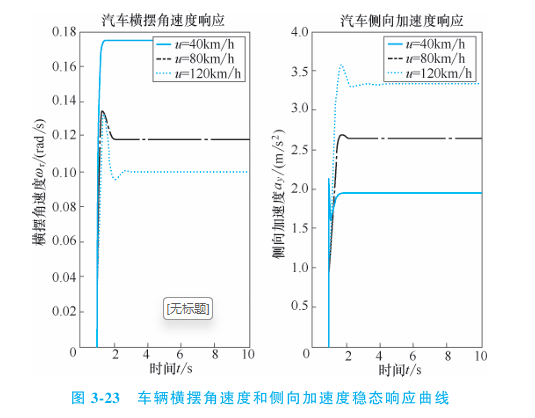 汽车横摆角速度响应
0.18
0.16
0.14
0.12
0.10
0.08
0.06
0.04
0.02
0
2
4
6
8
10
横摆角速度ωr/(rad/s)
时间t/s
u=40km/h
u=80km/h
u=120km/h
[无标题]
汽车侧向加速度响应
4.0
3.5
3.0
2.5
2.0
1.5
1.0
0.5
0
2
4
6
8
10
侧向加速度ay/(m/s²)
时间t/s
u=40km/h
u=80km/h
u=120km/h
图 3-23 车辆横摆角速度和侧向加速度稳态响应曲线